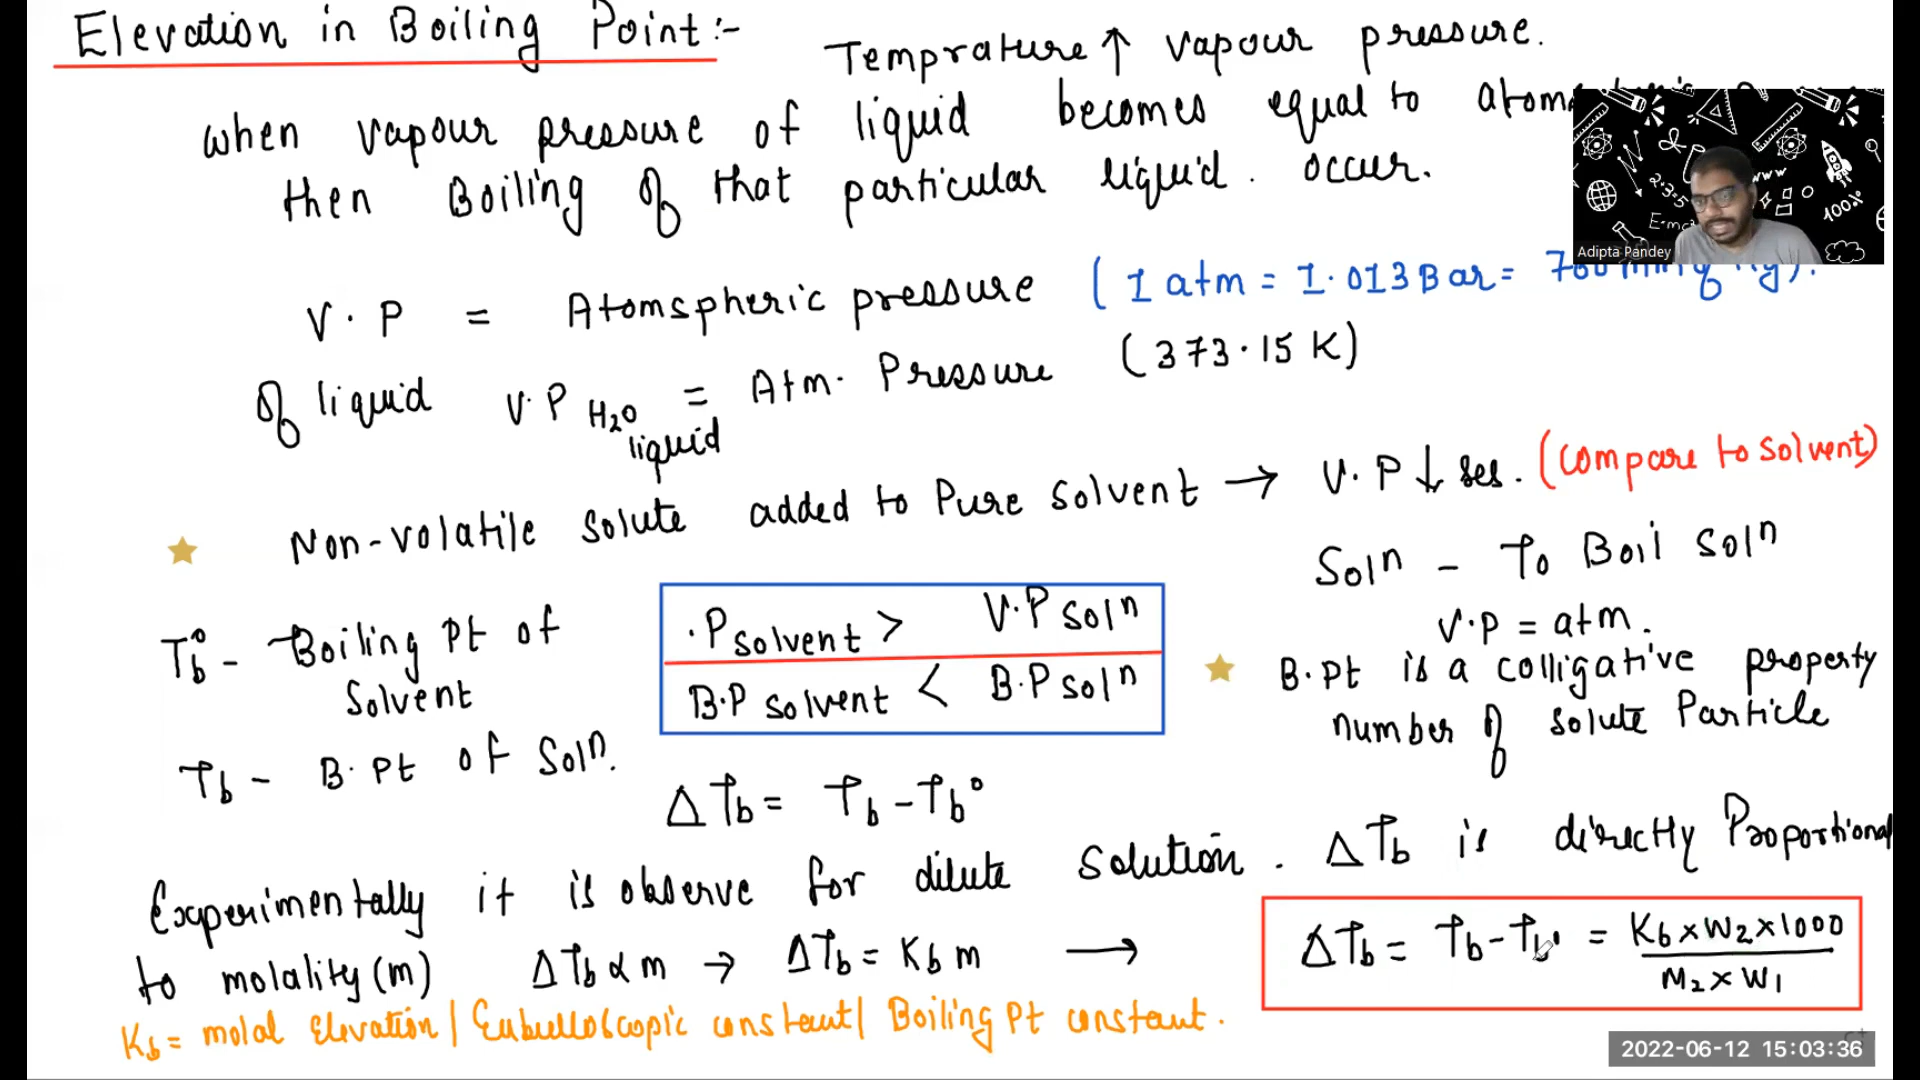 Elevation in Boiling Point :-
Temprature ↑ vapour pressure.
when vapour pressure of liquid becomes equal to
then Boiling of that particular liquid. occur.
Adipta Pandey
V.P = Atomspheric pressure (1 atm = 1.013Bar =
of liquid V.P H₂O liquid = Atm. Pressure (373.15 K)
Non-volatile solute added to Pure solvent → V.P ↓ses. (compare to solvent)
Solⁿ - To Boil solⁿ
V.P = atm.
Tb° - Boiling Pt of Solvent
.P solvent > V.P solⁿ
B.P solvent < B.P solⁿ
B.Pt is a colligative property
number of solute Particle
Tb - B.Pt of Solⁿ.
ΔTb = Tb - Tb°
Experimentally it is observe for dilute solution. ΔTb is directly Proportional
to molality (m) ΔTb ∝ m → ΔTb = Kb m → ΔTb = Tb - Tb° = Kb × W₂ × 1000 / M₂ × W₁
Kb = molal Elevation | Eubulloscopic constant | Boiling Pt constant.
2022-06-12 15:03:36